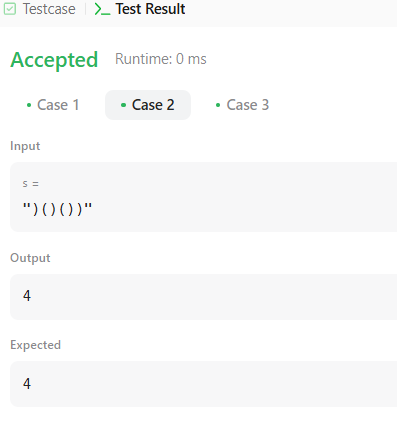 Testcase Test Result
Accepted Runtime: 0 ms
Case 1 Case 2 Case 3
Input
s =
")()())"
Output
4
Expected
4